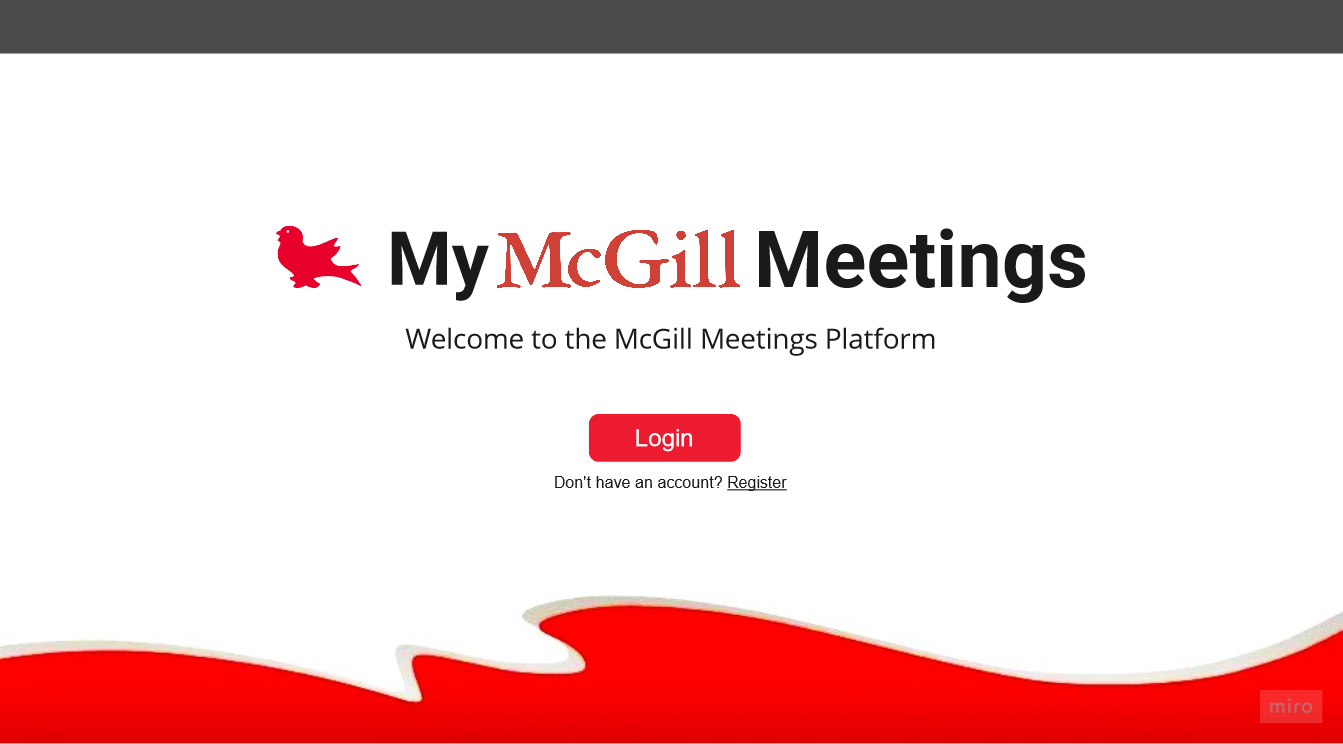 My McGill Meetings
Welcome to the McGill Meetings Platform
Login
Don't have an account? Register
miro